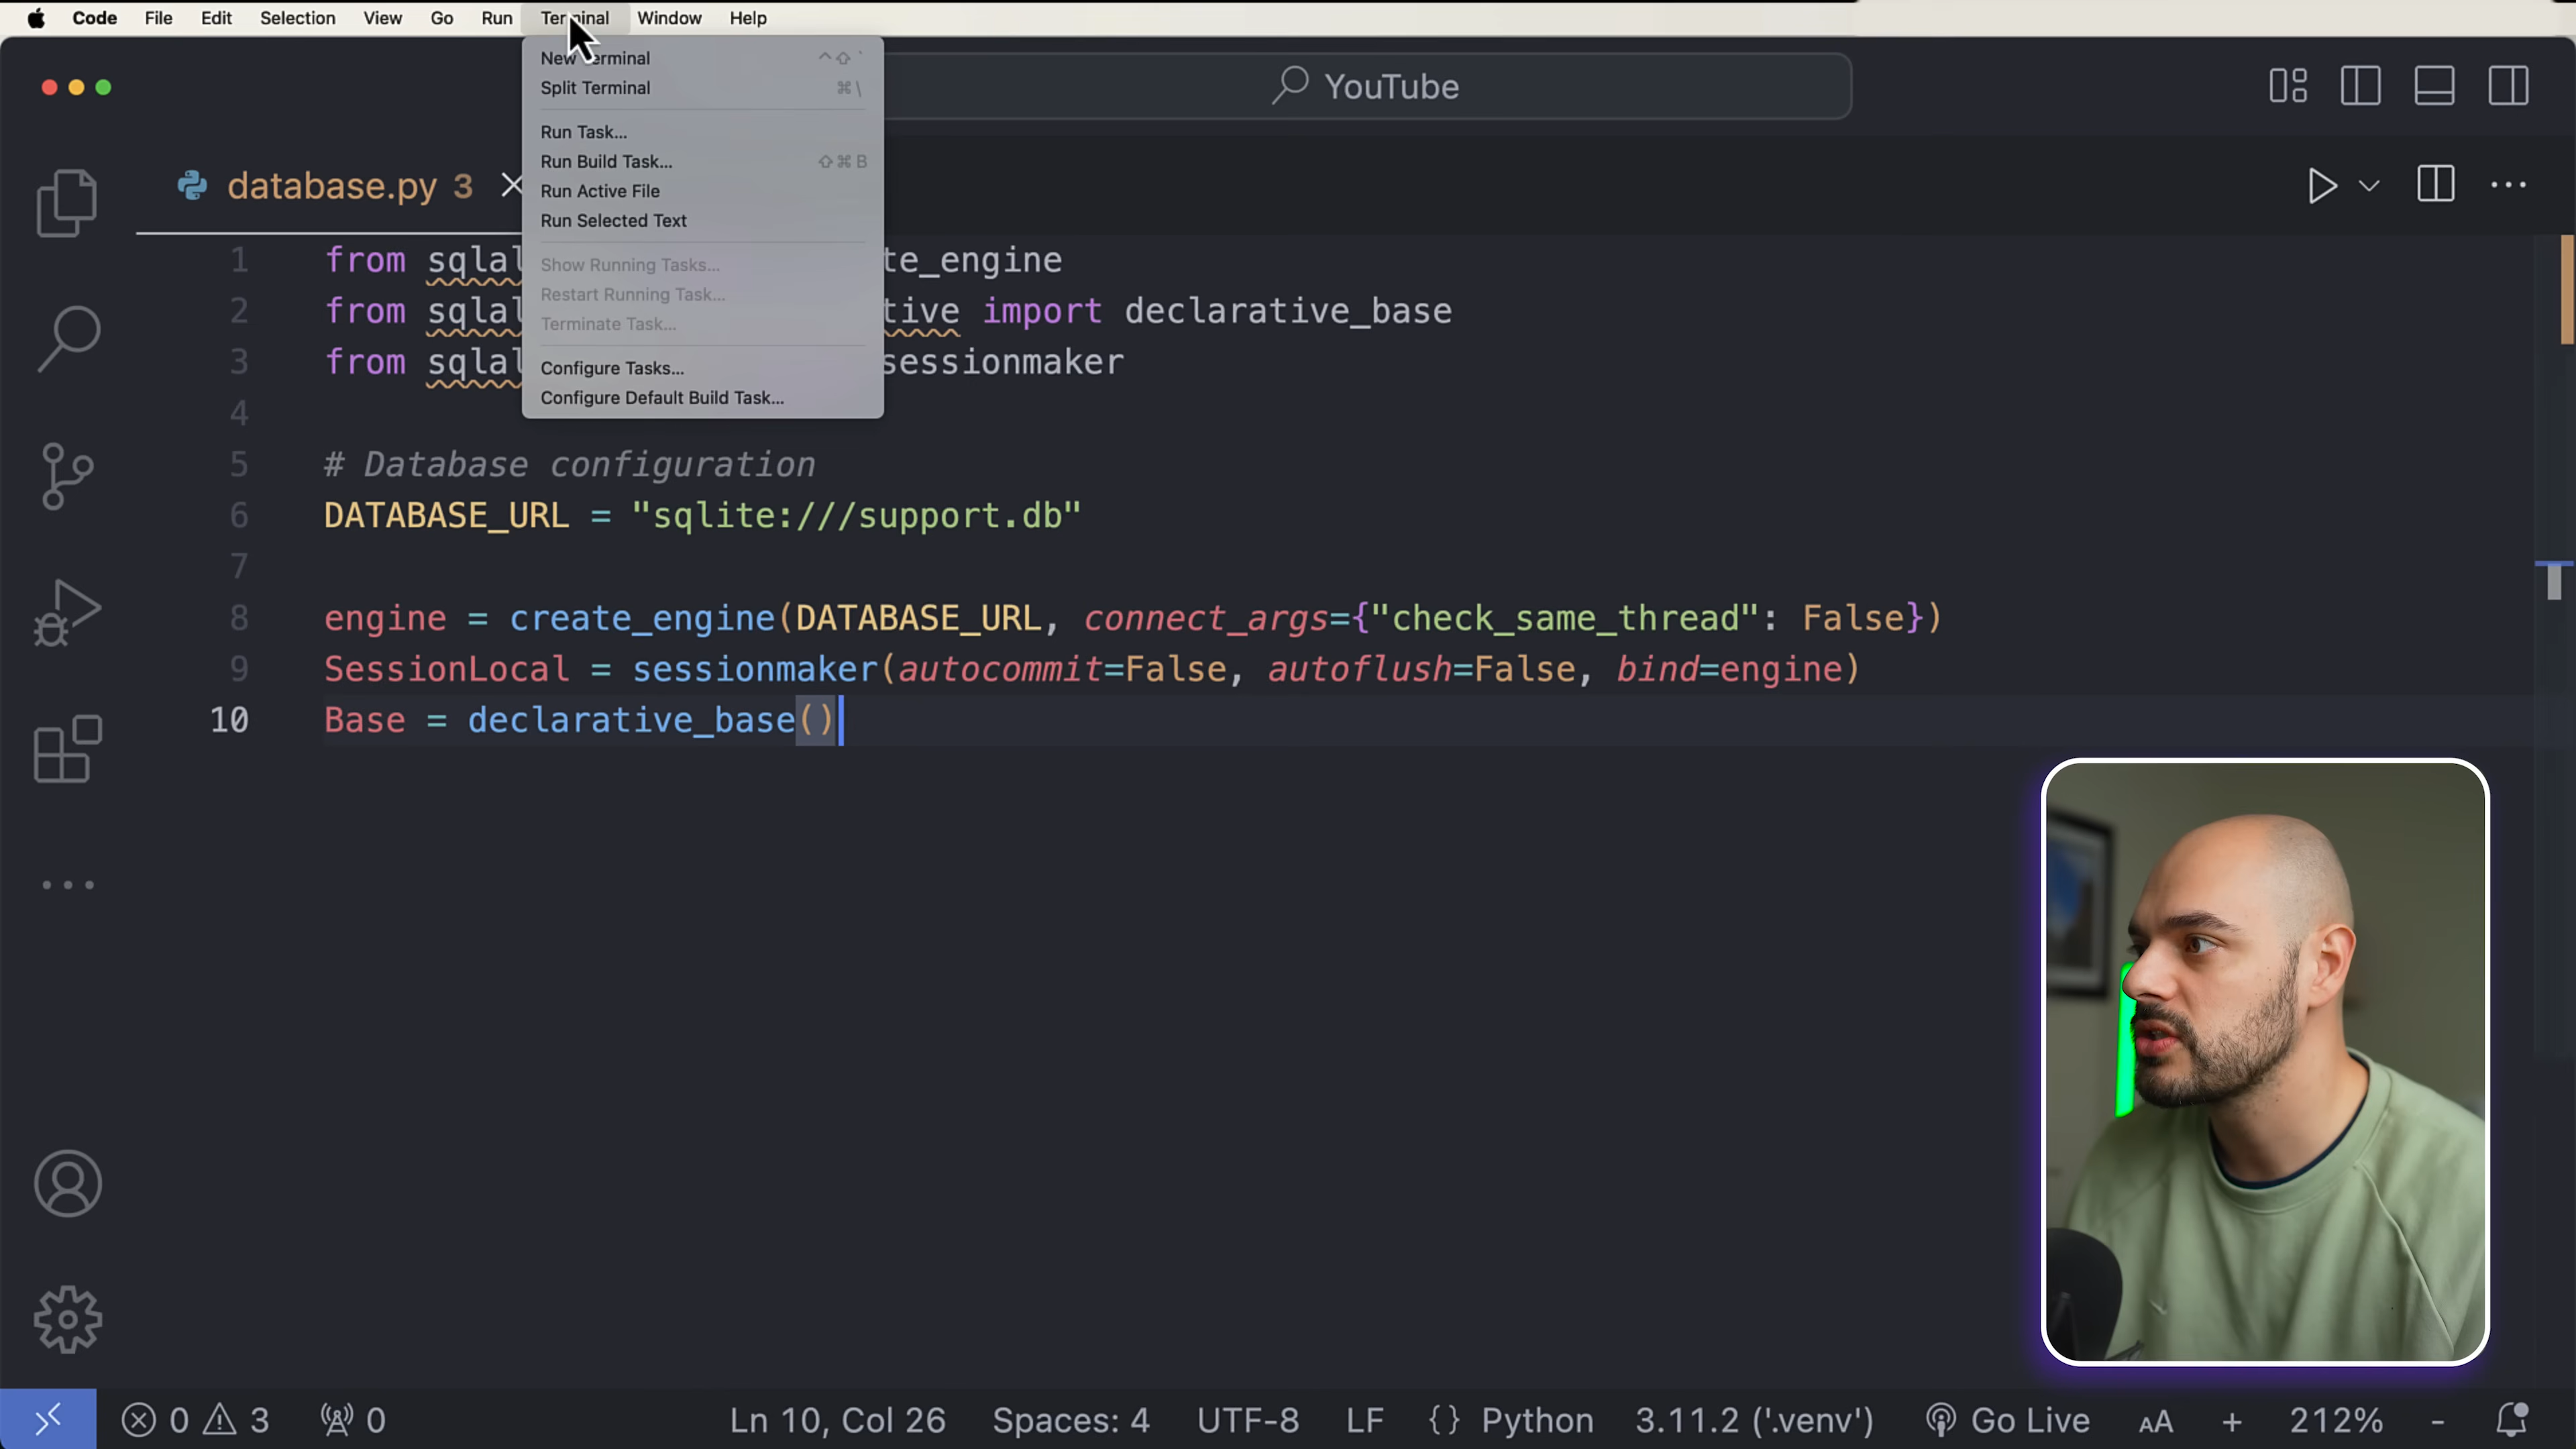 Code File Edit Selection View Go Run Terminal Window Help
New Terminal ^⇧`
Split Terminal ⌘\
Run Task...
Run Build Task... ⇧⌘B
Run Active File
Run Selected Text
Show Running Tasks...
Restart Running Task...
Terminate Task...
Configure Tasks...
Configure Default Build Task...
YouTube
database.py 3
1 from sqlal te_engine
2 from sqlal tive import declarative_base
3 from sqlal sessionmaker
4
5 # Database configuration
6 DATABASE_URL = "sqlite:///support.db"
7
8 engine = create_engine(DATABASE_URL, connect_args={"check_same_thread": False})
9 SessionLocal = sessionmaker(autocommit=False, autoflush=False, bind=engine)
10 Base = declarative_base()
0 3 0 Ln 10, Col 26 Spaces: 4 UTF-8 LF {} Python 3.11.2 ('.venv') Go Live AA + 212% -